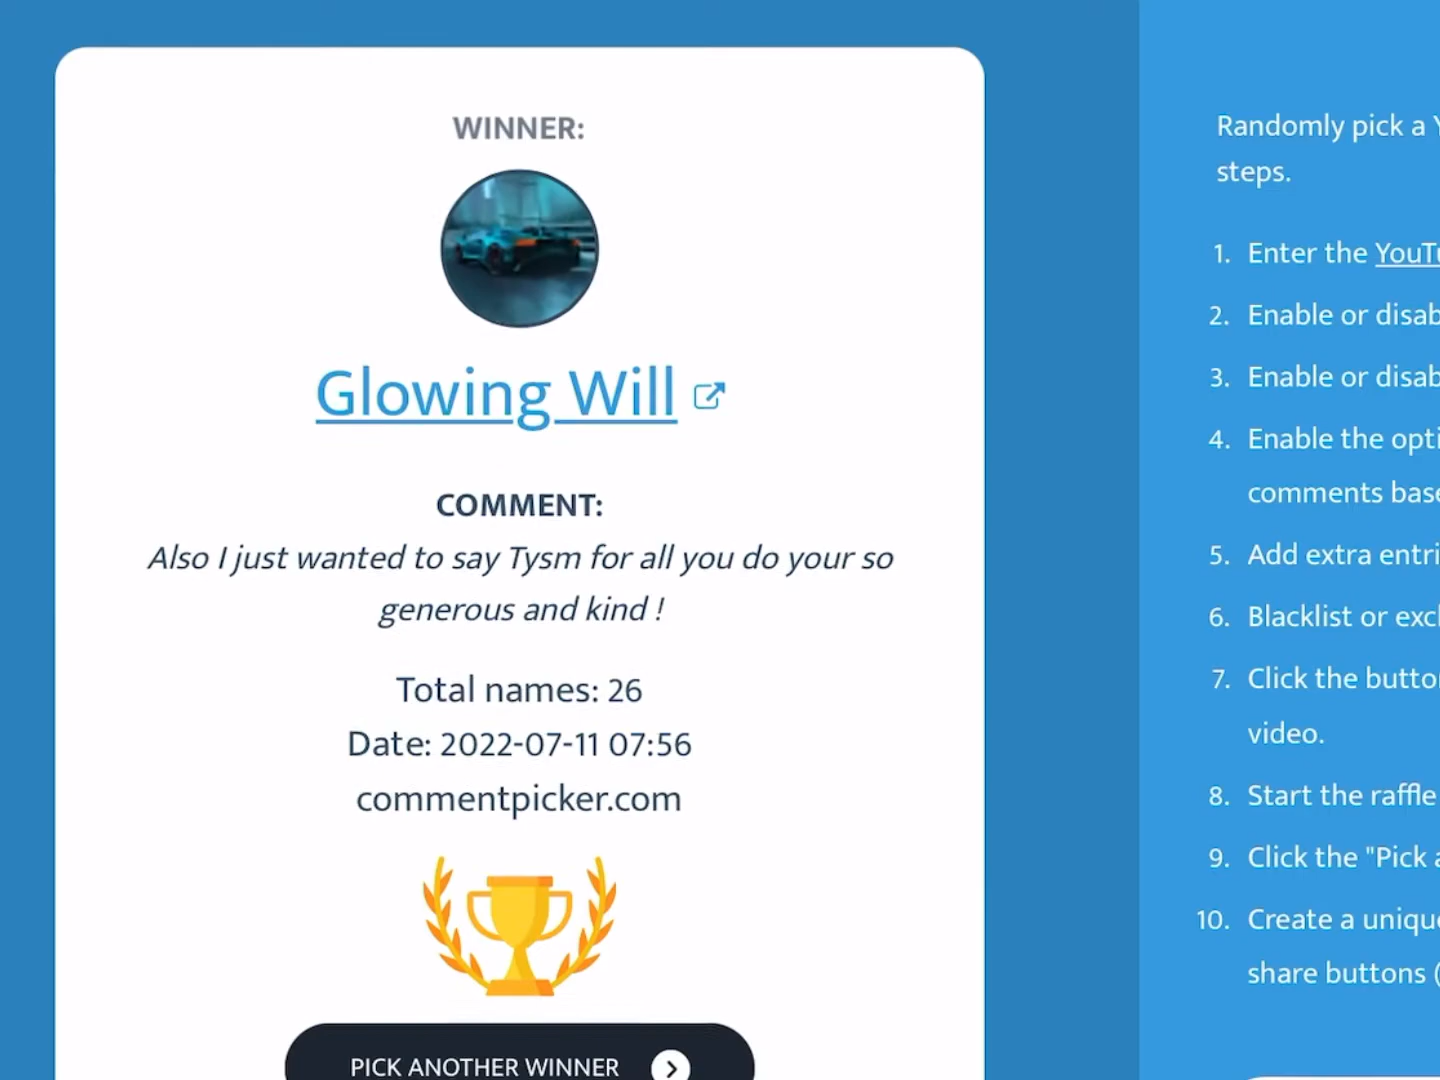 WINNER:
Glowing Will
COMMENT:
Also I just wanted to say Tysm for all you do your so
generous and kind !
Total names: 26
Date: 2022-07-11 07:56
commentpicker.com
PICK ANOTHER WINNER
Randomly pick a
steps.
1. Enter the
2. Enable or
3. Enable or
4. Enable the
comments
5. Add extra
6. Blacklist or
7. Click the
video.
8. Start the raffle
9. Click the "Pick
10. Create a
share buttons (